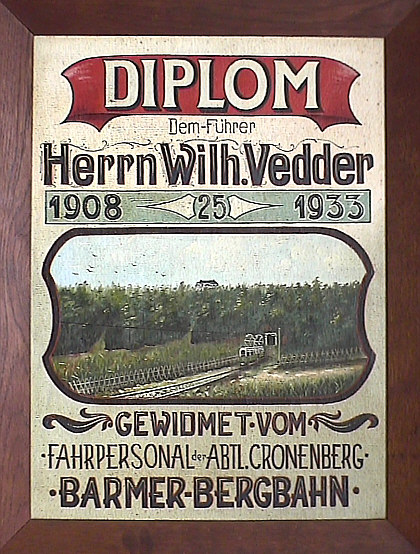 DIPLOM
Dem-Führer
Herrn Wilh. Vedder
1908 25 1933
GEWIDMET·VOM
·FAHRPERSONAL der ABTL. CRONENBERG·
·BARMER-BERGBAHN·